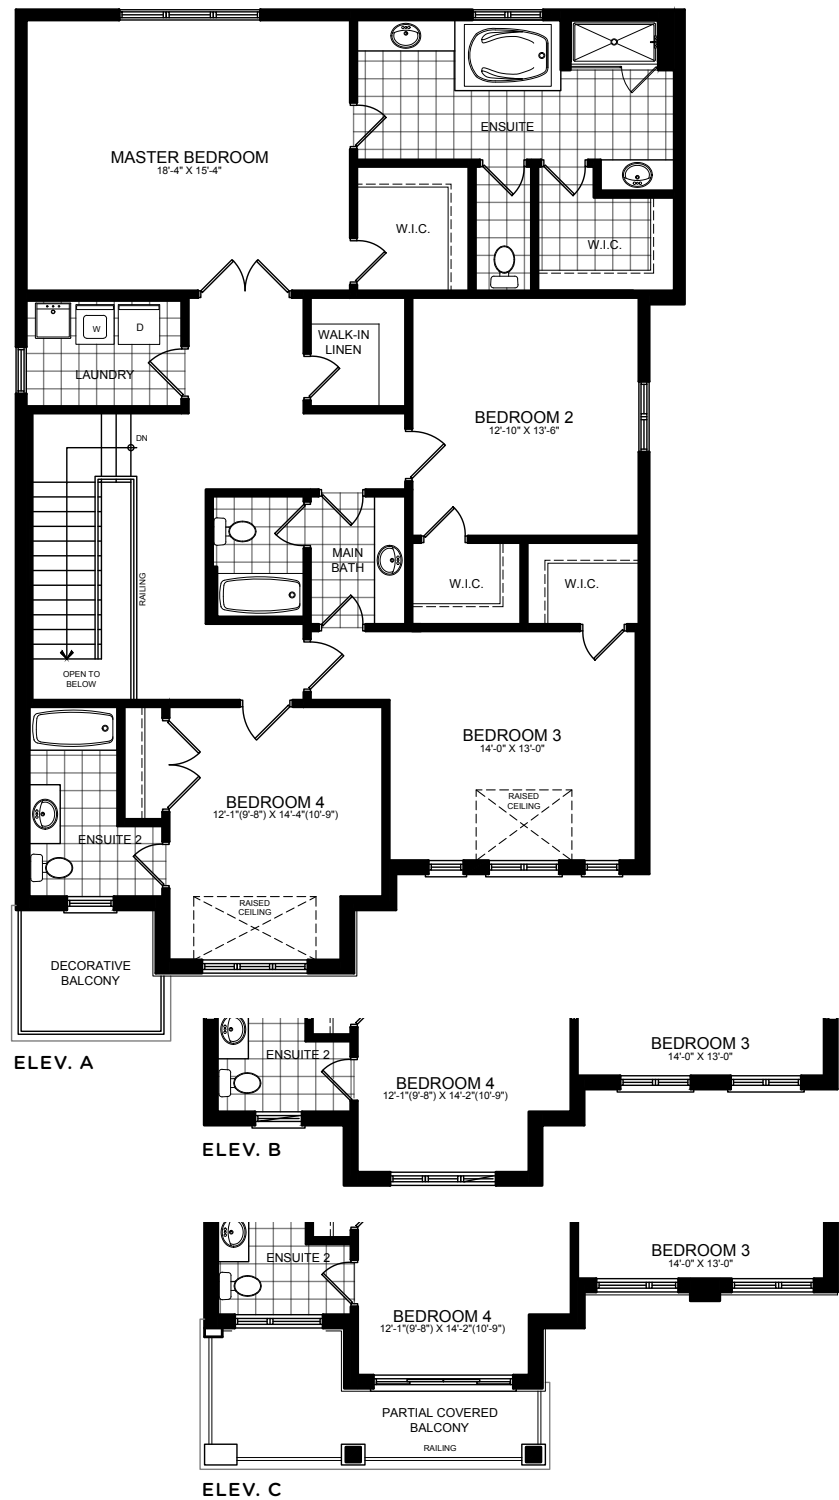 ENSUITE
MASTER BEDROOM
18'-4" X 15'-4"
W.I.C.
W.I.C.
W
D
LAUNDRY
WALK-IN
LINEN
BEDROOM 2
12'-10" X 13'-6"
DN
MAIN
BATH
W.I.C.
W.I.C.
RAILING
OPEN TO
BELOW
BEDROOM 3
14'-0" X 13'-0"
RAISED
CEILING
BEDROOM 4
12'-1"(9'-8") X 14'-4"(10'-9")
ENSUITE 2
RAISED
CEILING
DECORATIVE
BALCONY
ELEV. A
ENSUITE 2
BEDROOM 3
14'-0" X 13'-0"
BEDROOM 4
12'-1"(9'-8") X 14'-2"(10'-9")
ELEV. B
ENSUITE 2
BEDROOM 3
14'-0" X 13'-0"
BEDROOM 4
12'-1"(9'-8") X 14'-2"(10'-9")
PARTIAL COVERED
BALCONY
RAILING
ELEV. C